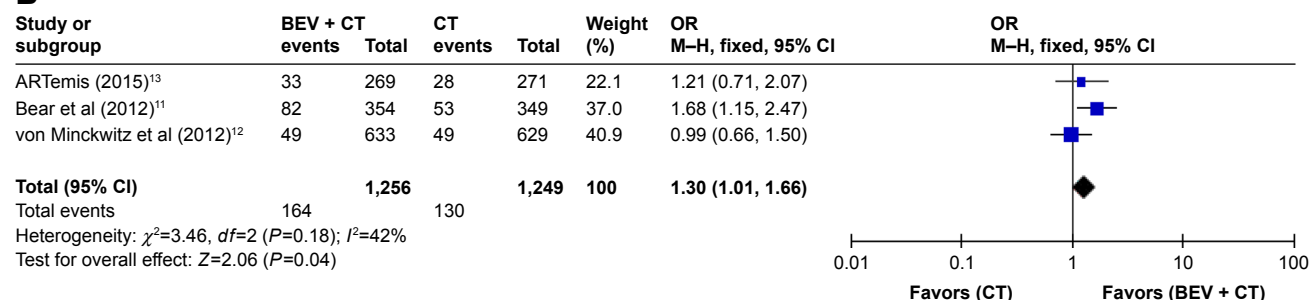 B
Study or subgroup BEV + CT events Total CT events Total Weight (%) OR M–H, fixed, 95% CI OR M–H, fixed, 95% CI
ARTemis (2015)13 33 269 28 271 22.1 1.21 (0.71, 2.07)
Bear et al (2012)11 82 354 53 349 37.0 1.68 (1.15, 2.47)
von Minckwitz et al (2012)12 49 633 49 629 40.9 0.99 (0.66, 1.50)
Total (95% CI) 1,256 1,249 100 1.30 (1.01, 1.66)
Total events 164 130
Heterogeneity: χ2=3.46, df=2 (P=0.18); I2=42%
Test for overall effect: Z=2.06 (P=0.04)
0.01 0.1 1 10 100
Favors (CT) Favors (BEV + CT)